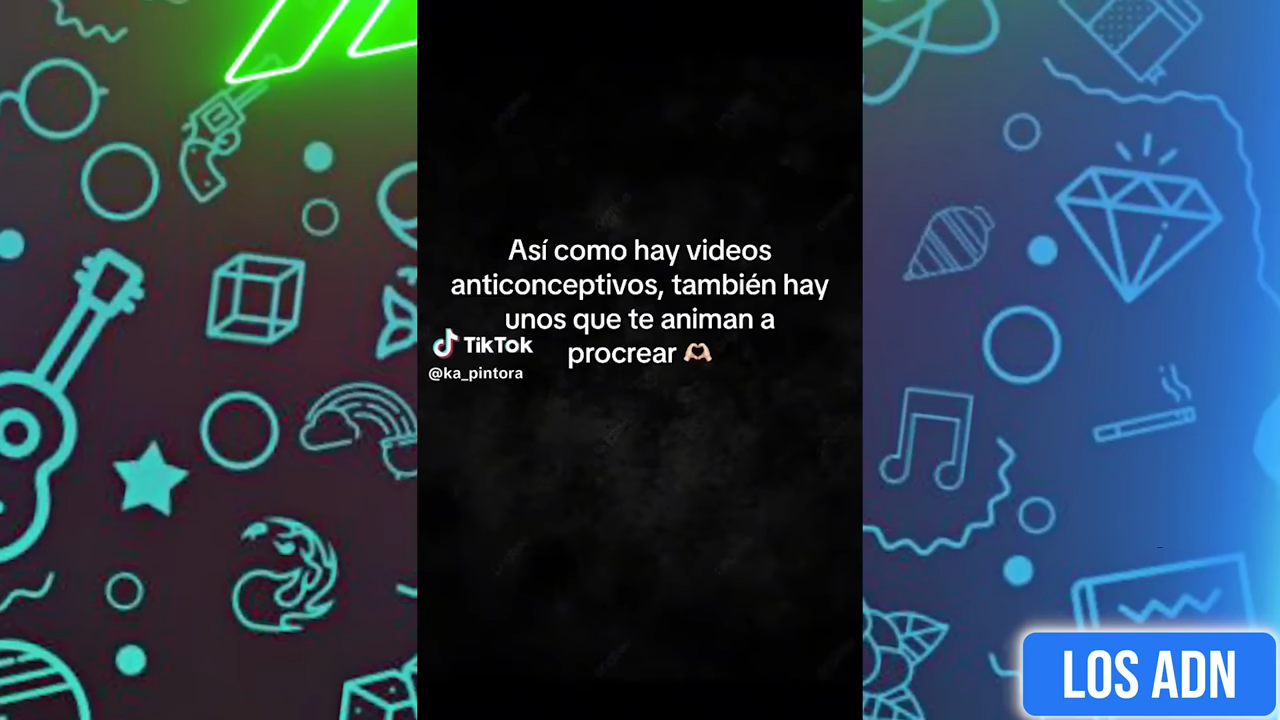 Así como hay videos
anticonceptivos, también hay
unos que te animan a
procrear 🫶🏻
TikTok
@ka_pintora
LOS ADN